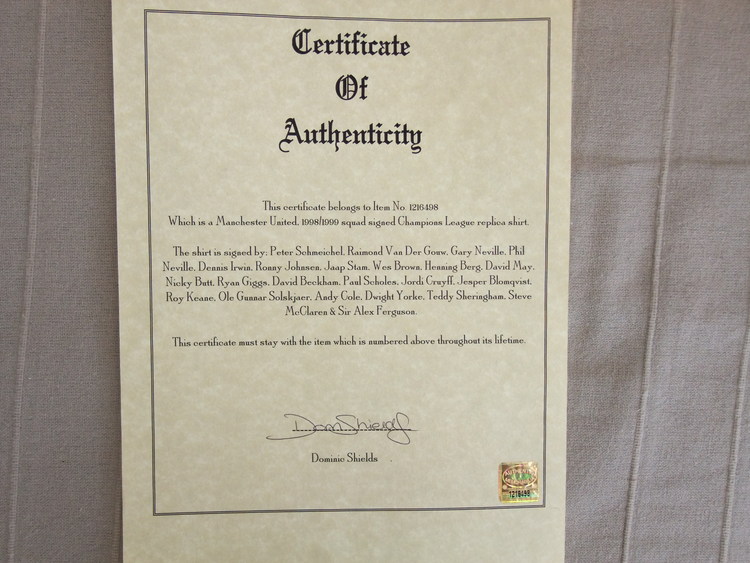 Certificate
Of
Authenticity
This certificate belongs to Item No. 1216498
Which is a Manchester United, 1998/1999 squad signed Champions League replica shirt.
The shirt is signed by: Peter Schmeichel, Raimond Van Der Gouw, Gary Neville, Phil
Neville, Dennis Irwin, Ronny Johnsen, Jaap Stam, Wes Brown, Henning Berg, David May,
Nicky Butt, Ryan Giggs, David Beckham, Paul Scholes, Jordi Cruyff, Jesper Blomqvist,
Roy Keane, Ole Gunnar Solskjaer, Andy Cole, Dwight Yorke, Teddy Sheringham, Steve
McClaren & Sir Alex Ferguson.
This certificate must stay with the item which is numbered above throughout its lifetime.
Dom Shields
Dominic Shields
1216498